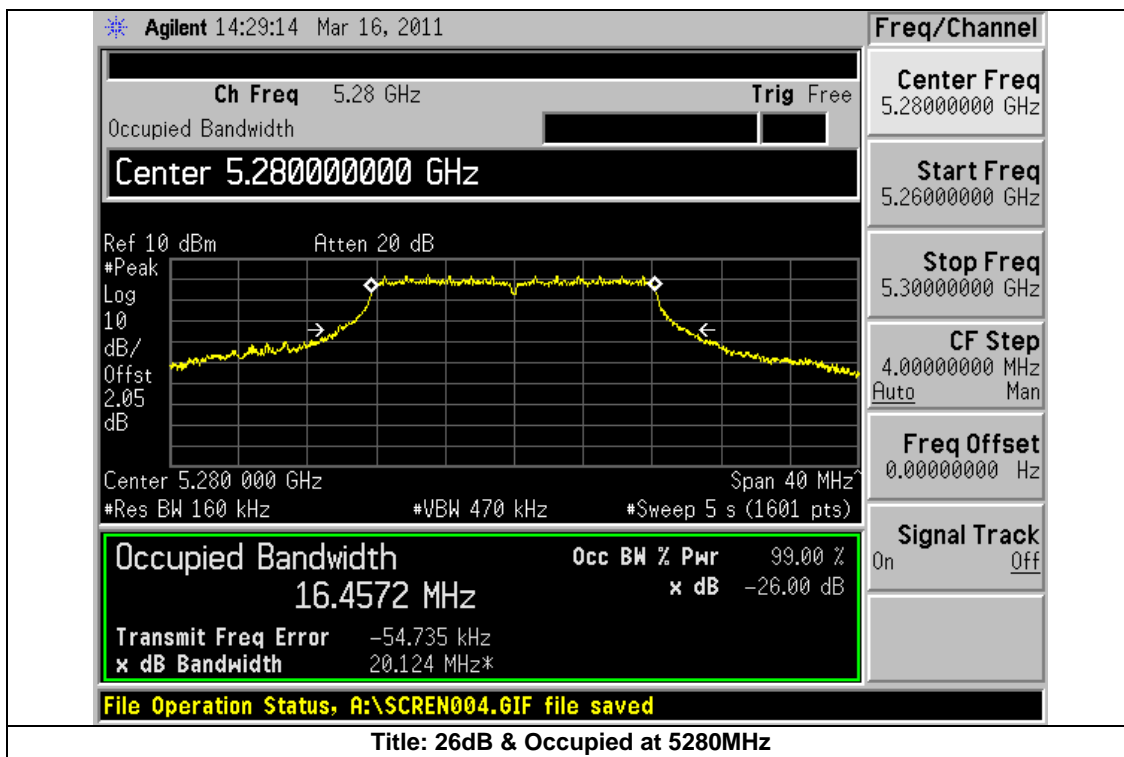 Agilent 14:29:14 Mar 16, 2011
Freq/Channel
Ch Freq 5.28 GHz Trig Free
Occupied Bandwidth
Center 5.280000000 GHz
Ref 10 dBm Atten 20 dB
#Peak
Log
10
dB/
Offst
2.05
dB
Center 5.280 000 GHz Span 40 MHz^
#Res BW 160 kHz #VBW 470 kHz #Sweep 5 s (1601 pts)
Occupied Bandwidth Occ BW % Pwr 99.00 %
16.4572 MHz x dB -26.00 dB
Transmit Freq Error -54.735 kHz
x dB Bandwidth 20.124 MHz*
Center Freq
5.28000000 GHz
Start Freq
5.26000000 GHz
Stop Freq
5.30000000 GHz
CF Step
4.00000000 MHz
Auto Man
Freq Offset
0.00000000 Hz
Signal Track
On Off
File Operation Status, A:\SCREN004.GIF file saved
Title: 26dB & Occupied at 5280MHz